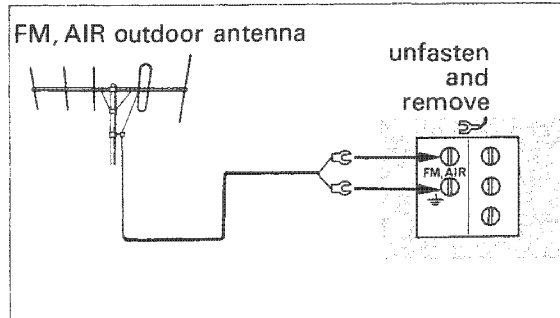 FM, AIR outdoor antenna
unfasten
and
remove
FM, AIR